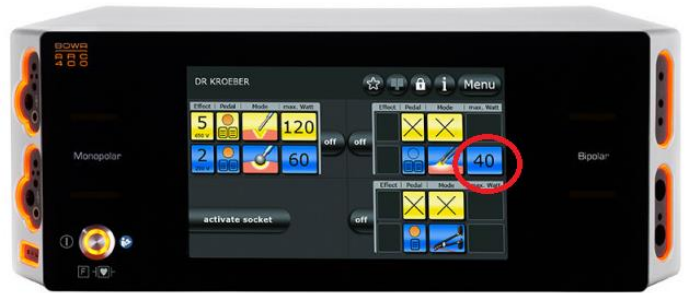 BOWA
ARC
400
DR KROEBER
i Menu
Effect Pedal Mode max. Watt
5 120
2 60
off
activate socket
off
Effect Pedal Mode max. Watt
40
off
Effect Pedal Mode max. Watt
Monopolar
Bipolar
F